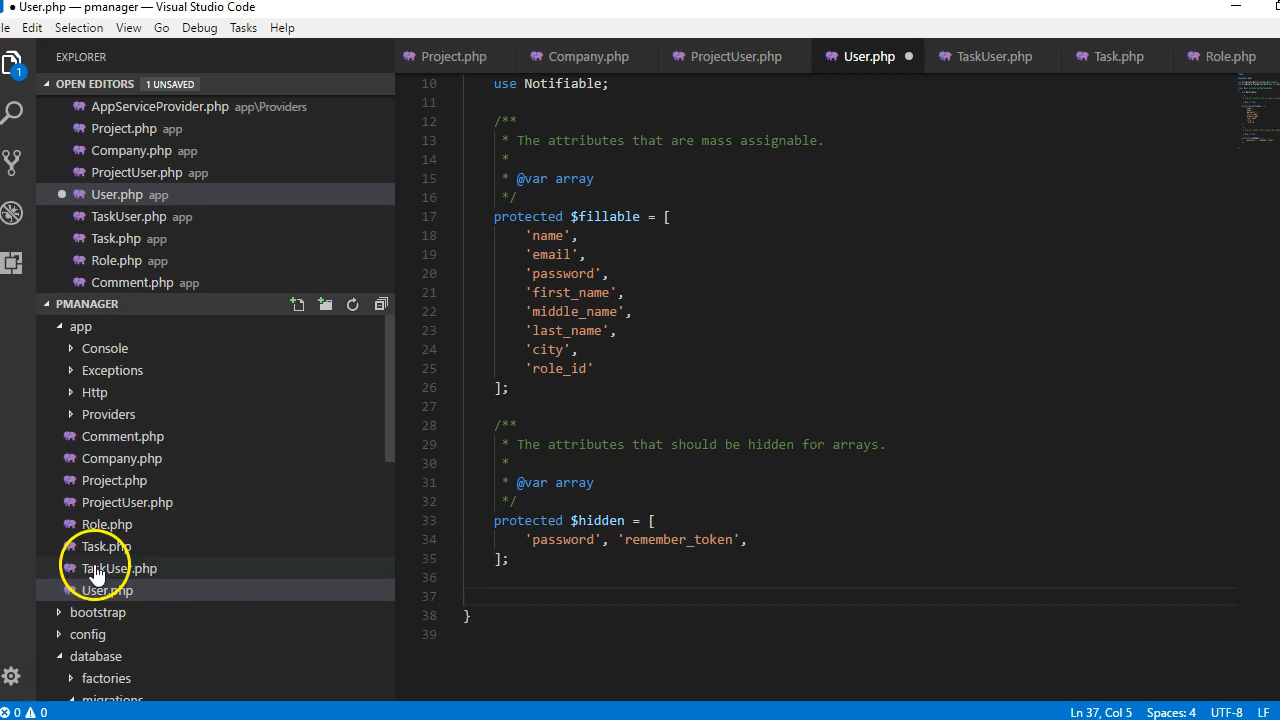 ● User.php — pmanager — Visual Studio Code
le Edit Selection View Go Debug Tasks Help
EXPLORER
Project.php Company.php ProjectUser.php User.php TaskUser.php Task.php Role.php
OPEN EDITORS 1 UNSAVED
AppServiceProvider.php app\Providers
Project.php app
Company.php app
ProjectUser.php app
User.php app
TaskUser.php app
Task.php app
Role.php app
Comment.php app
PMANAGER
app
Console
Exceptions
Http
Providers
Comment.php
Company.php
Project.php
ProjectUser.php
Role.php
Task.php
TaskUser.php
User.php
bootstrap
config
database
factories
migrations
1
10 use Notifiable;
11
12 /**
13 * The attributes that are mass assignable.
14 *
15 * @var array
16 */
17 protected $fillable = [
18 'name',
19 'email',
20 'password',
21 'first_name',
22 'middle_name',
23 'last_name',
24 'city',
25 'role_id'
26 ];
27
28 /**
29 * The attributes that should be hidden for arrays.
30 *
31 * @var array
32 */
33 protected $hidden = [
34 'password', 'remember_token',
35 ];
36
37
38 }
39
0 0 Ln 37, Col 5 Spaces: 4 UTF-8 LF